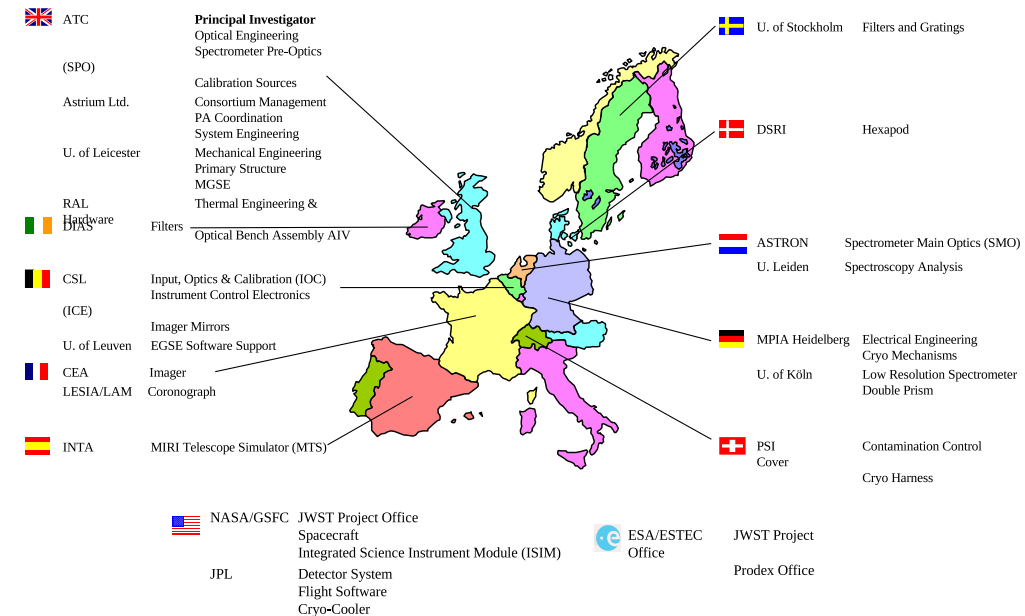 ATC Principal Investigator
Optical Engineering
Spectrometer Pre-Optics
(SPO)
Calibration Sources
Astrium Ltd. Consortium Management
PA Coordination
System Engineering
U. of Leicester Mechanical Engineering
Primary Structure
MGSE
RAL Thermal Engineering &
Hardware
Optical Bench Assembly AIV
DIAS Filters
CSL Input, Optics & Calibration (IOC)
Instrument Control Electronics
(ICE)
Imager Mirrors
U. of Leuven EGSE Software Support
CEA Imager
LESIA/LAM Coronograph
INTA MIRI Telescope Simulator (MTS)
U. of Stockholm Filters and Gratings
DSRI Hexapod
ASTRON Spectrometer Main Optics (SMO)
U. Leiden Spectroscopy Analysis
MPIA Heidelberg Electrical Engineering
Cryo Mechanisms
U. of Köln Low Resolution Spectrometer
Double Prism
PSI Contamination Control
Cover
Cryo Harness
NASA/GSFC JWST Project Office
Spacecraft
Integrated Science Instrument Module (ISIM)
JPL Detector System
Flight Software
Cryo-Cooler
e
ESA/ESTEC JWST Project
Office
Prodex Office